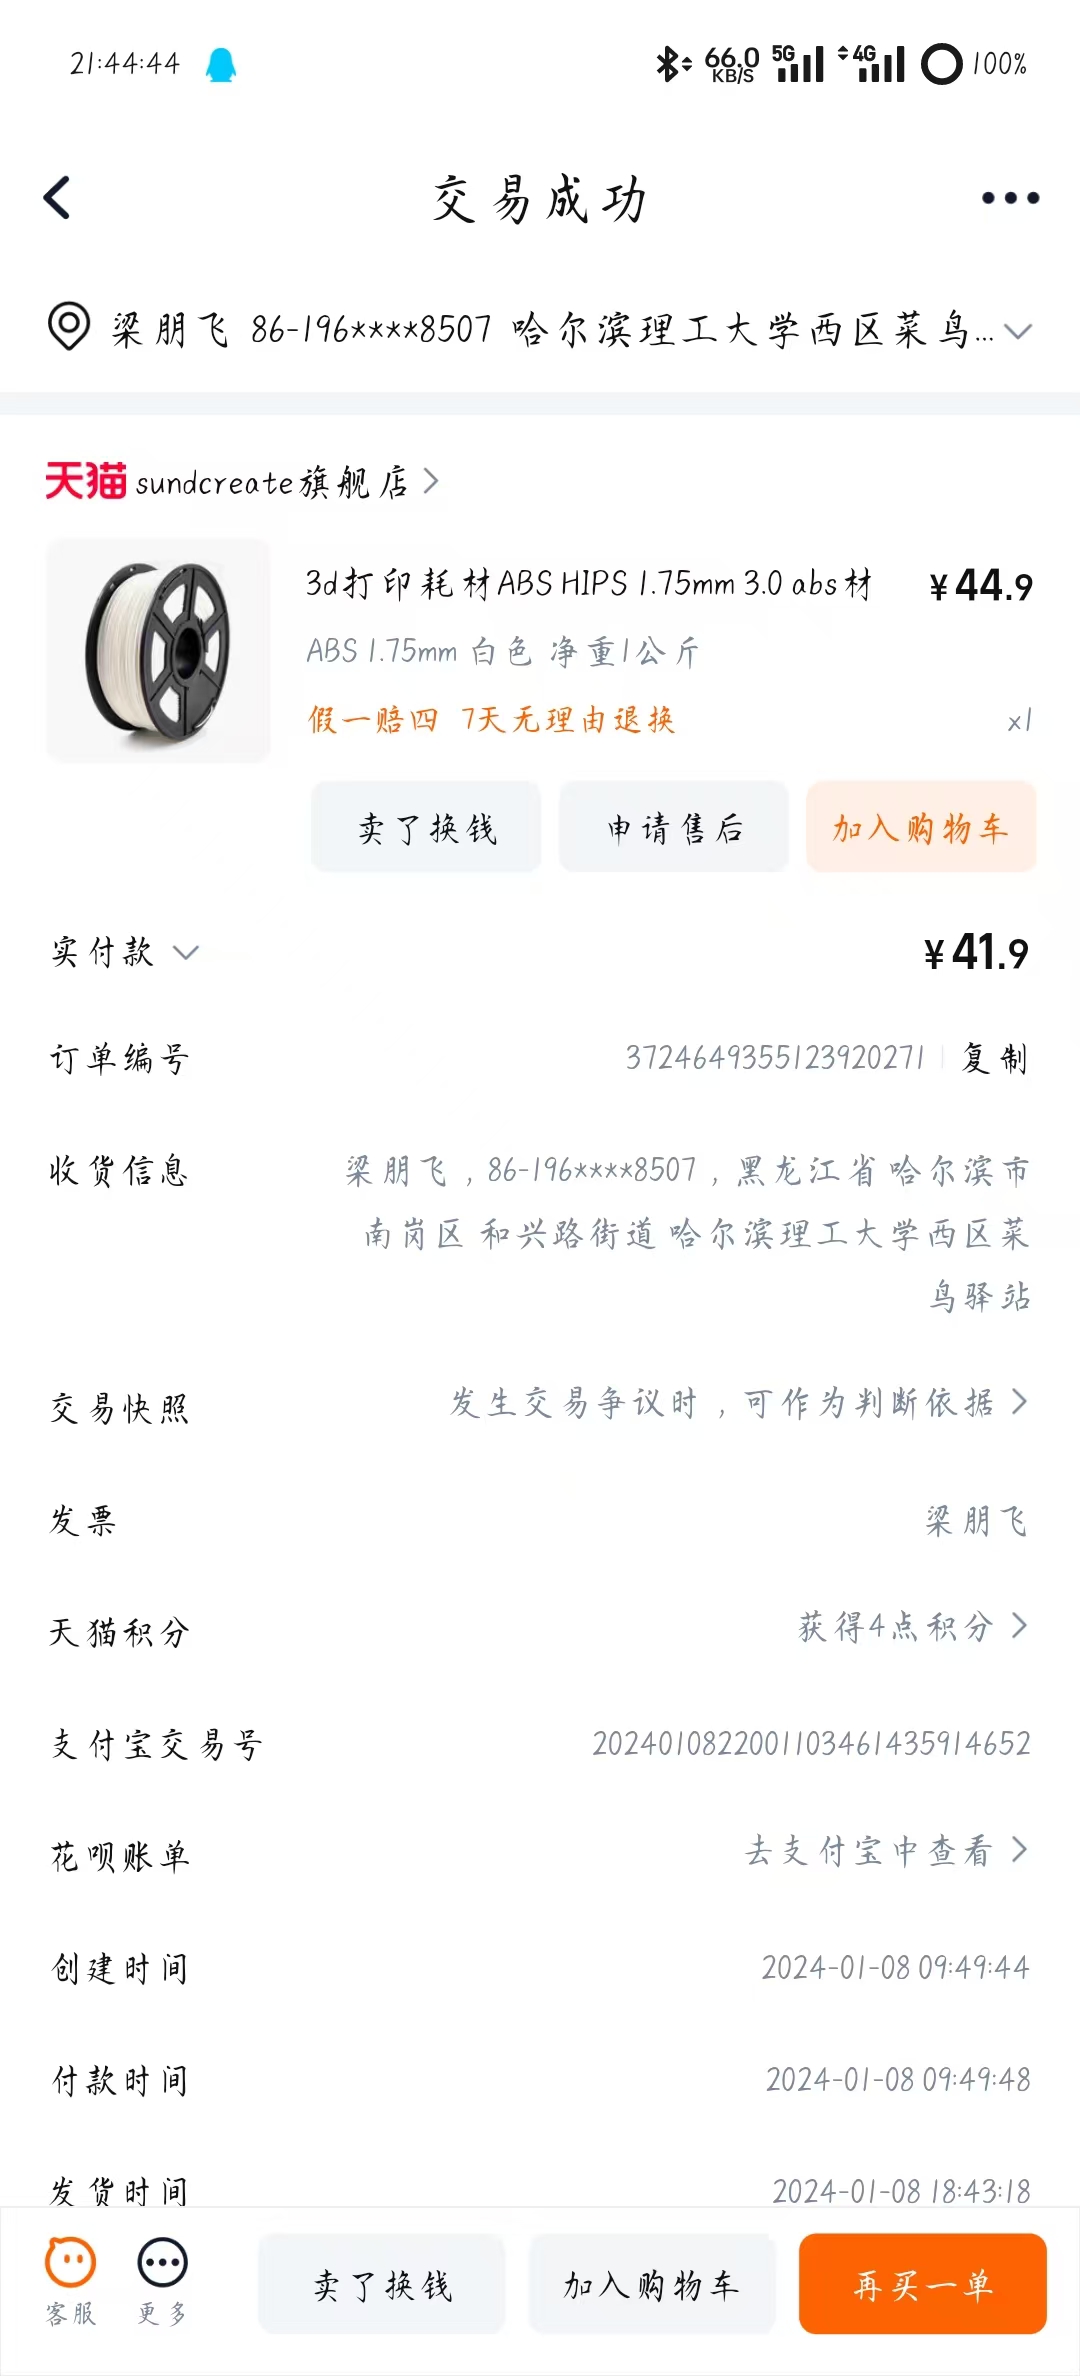 21:44:44 66.0 KB/S 5G 4G 100%
交易成功
梁朋飞 86-196****8507 哈尔滨理工大学西区菜鸟...
天猫 sundcreate旗舰店
3d打印耗材ABS HIPS 1.75mm 3.0 abs材 ¥44.9
ABS 1.75mm 白色 净重1公斤
假一赔四 7天无理由退换 x1
卖了换钱 申请售后 加入购物车
实付款 ¥41.9
订单编号 3724649355123920271 复制
收货信息 梁朋飞，86-196****8507，黑龙江省 哈尔滨市
南岗区 和兴路街道 哈尔滨理工大学西区菜
鸟驿站
交易快照 发生交易争议时，可作为判断依据
发票 梁朋飞
天猫积分 获得4点积分
支付宝交易号 2024010822001103461435914652
花呗账单 去支付宝中查看
创建时间 2024-01-08 09:49:44
付款时间 2024-01-08 09:49:48
发货时间 2024-01-08 18:43:18
客服 更多 卖了换钱 加入购物车 再买一单